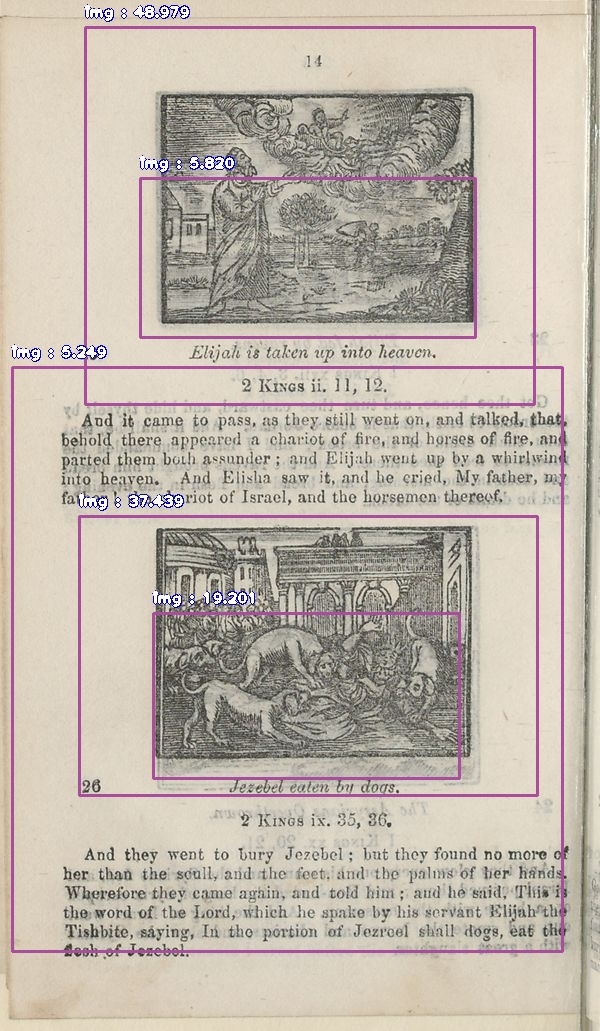 img : 48.979
14
img : 5.820
Elijah is taken up into heaven.
img : 5.249
2 Kings ii. 11, 12.
And it came to pass, as they still went on, and talked, that,
behold there appeared a chariot of fire, and horses of fire, and
parted them both assunder; and Elijah went up by a whirlwind
into heaven. And Elisha saw it, and he cried, My father, my
chariot of Israel, and the horsemen thereof.
img : 37.439
img : 19.201
26
Jezebel eaten by dogs.
2 Kings ix. 35, 36.
And they went to bury Jezebel; but they found no more of
her than the scull, and the feet, and the palms of her hands.
Wherefore they came again, and told him; and he said, This is
the word of the Lord, which he spake by his servant Elijah the
Tishbite, saying, In the portion of Jezreel shall dogs, eat the
flesh of Jezebel.